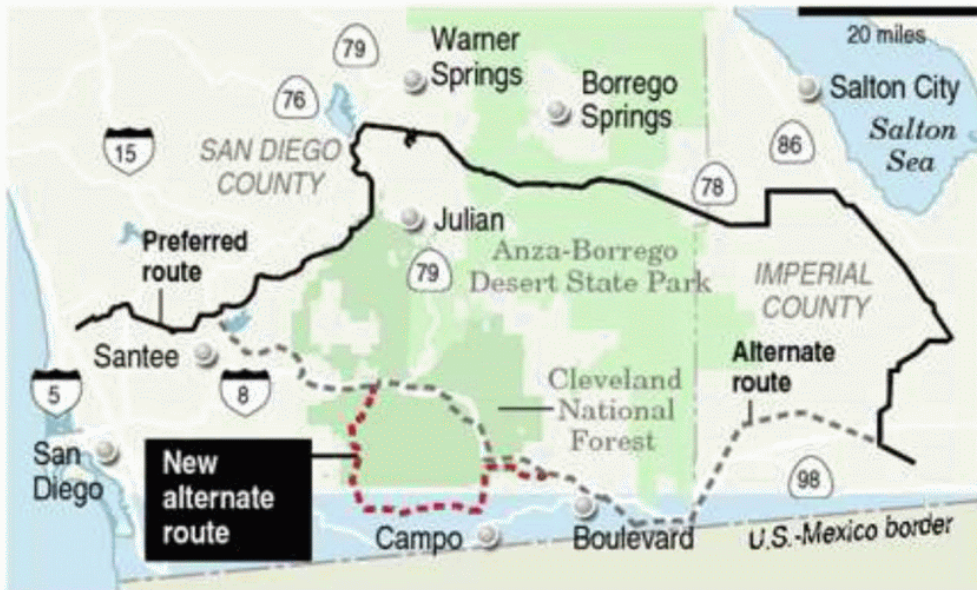 20 miles
79
Warner
Springs
76
Borrego
Springs
Salton City
Salton
Sea
15
SAN DIEGO
COUNTY
86
78
Julian
Preferred
route
79
Anza-Borrego
Desert State Park
IMPERIAL
COUNTY
Santee
Alternate
route
5
8
Cleveland
National
Forest
San
Diego
New
alternate
route
98
Campo
Boulevard
U.S.-Mexico border